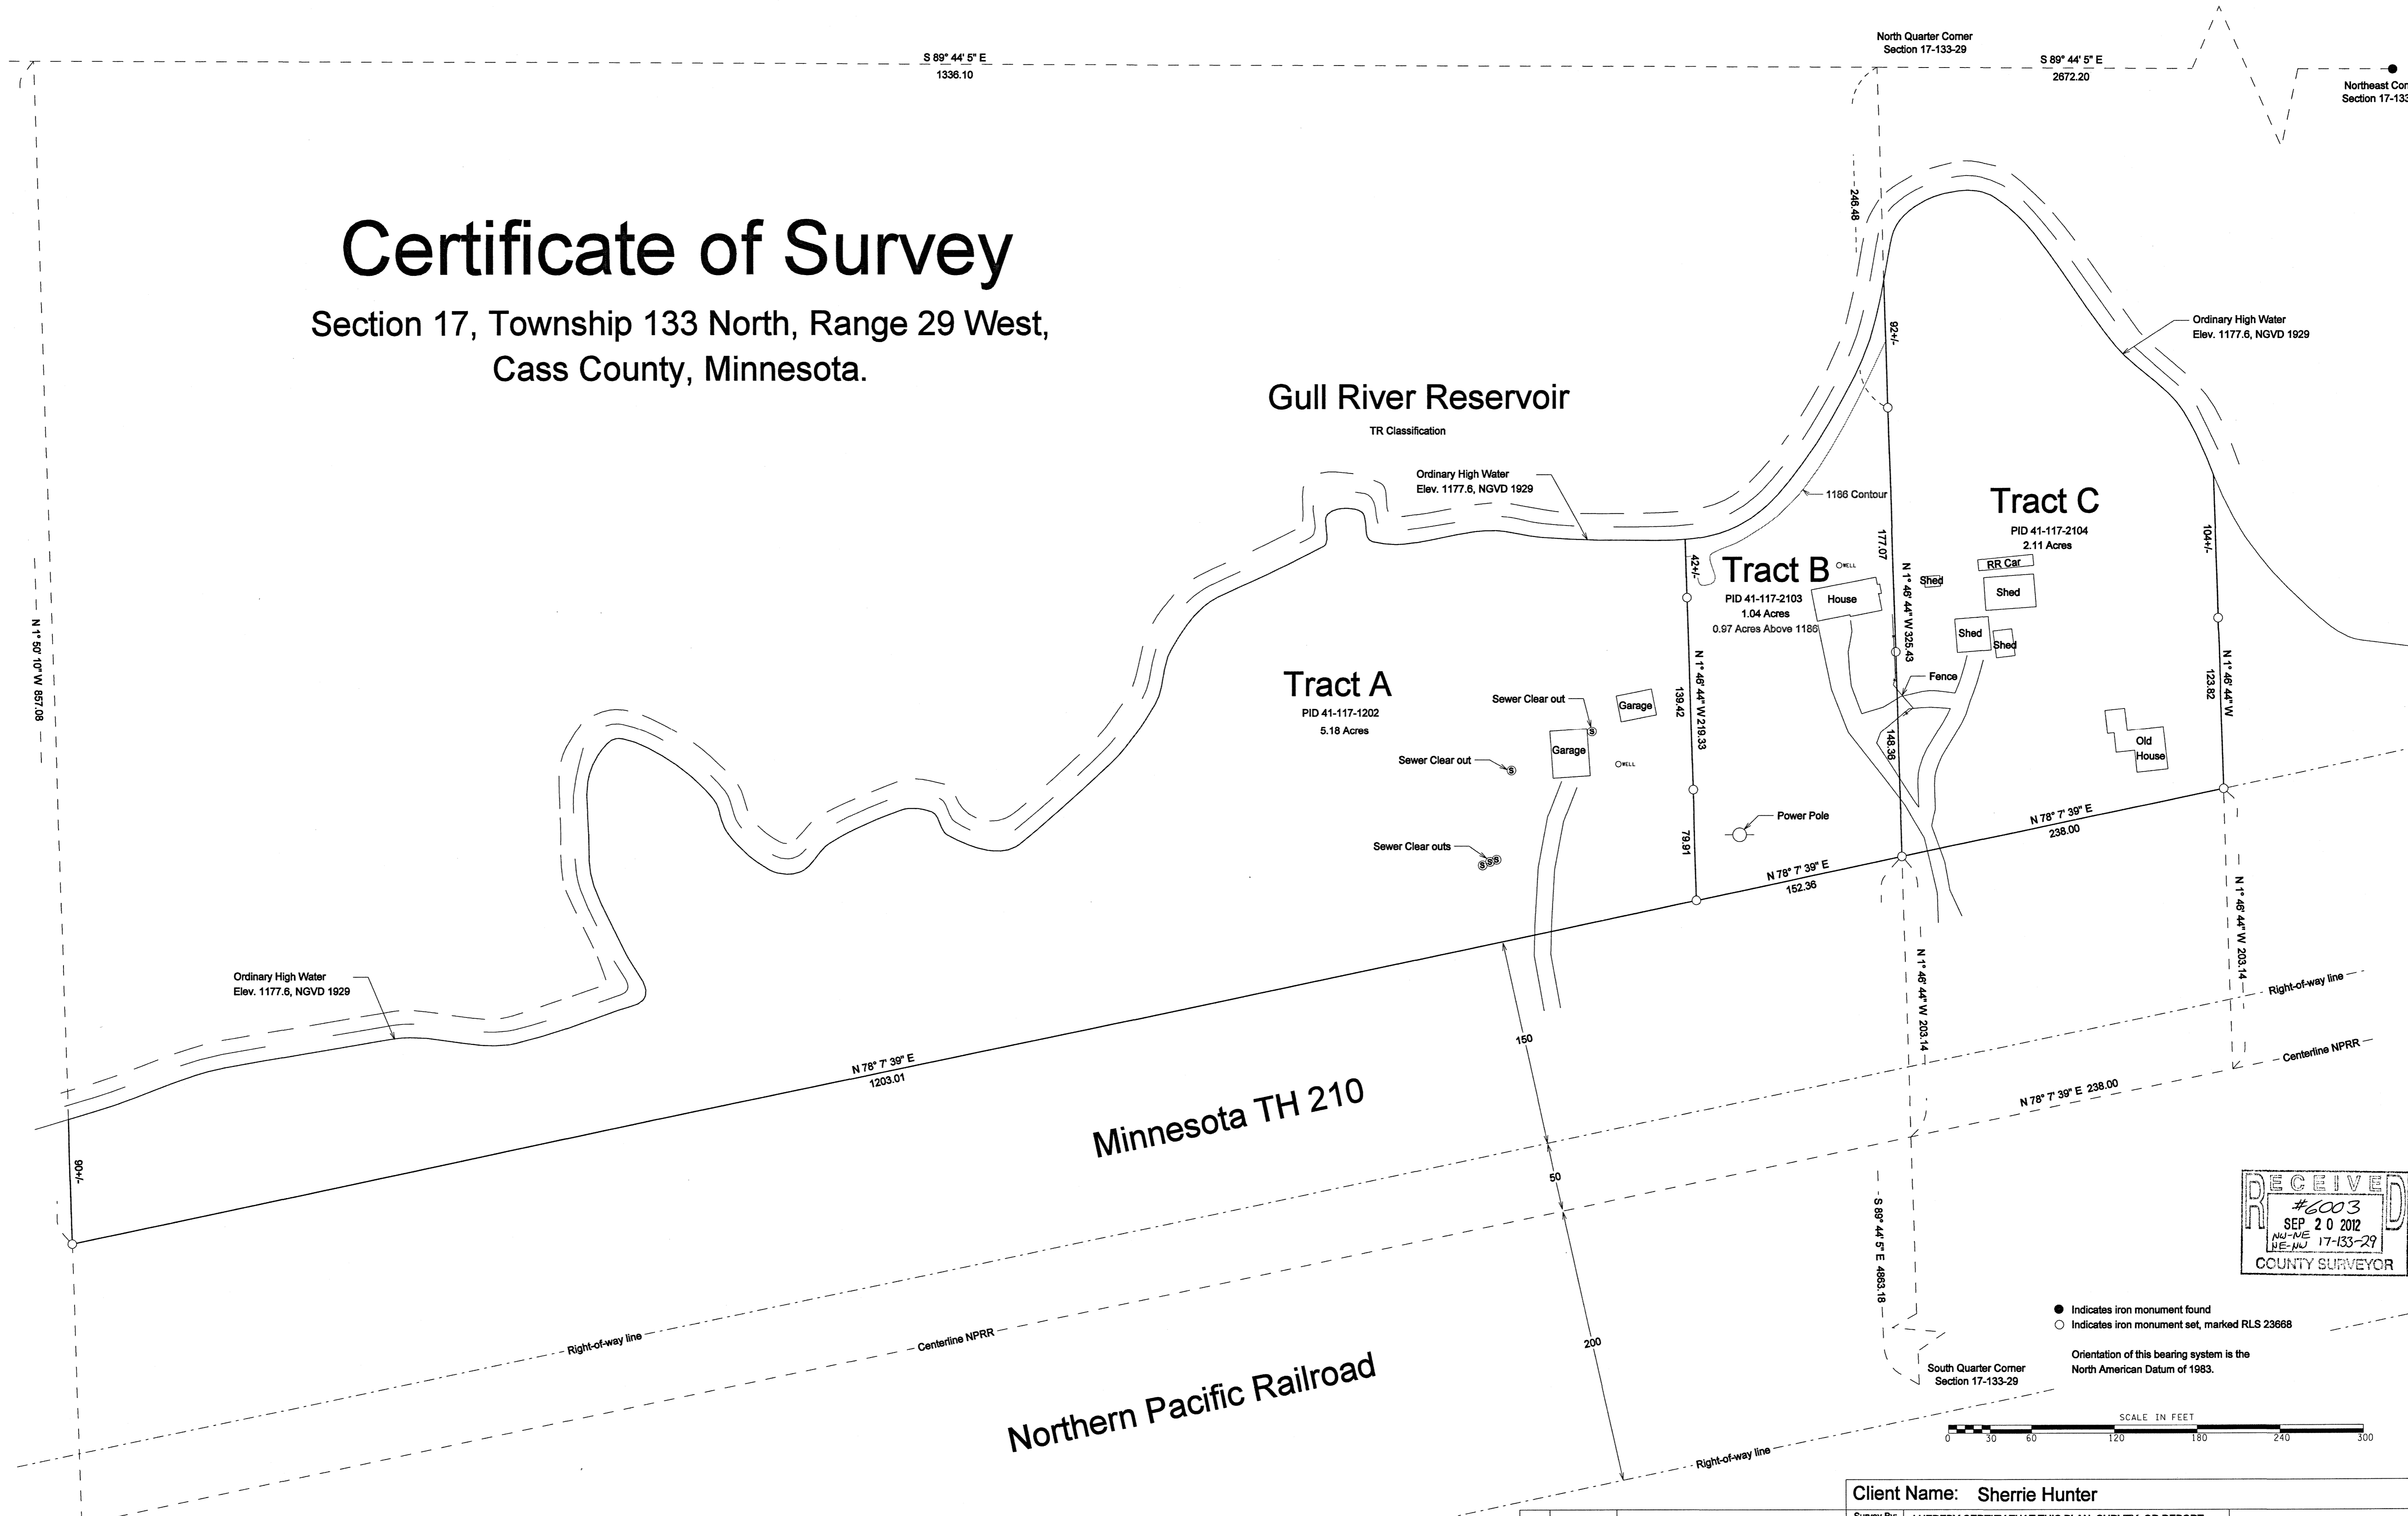 S 89° 44' 5" E
1336.10
North Quarter Corner
Section 17-133-29
S 89° 44' 5" E
2672.20
Northeast
Section
Certificate of Survey
Section 17, Township 133 North, Range 29 West,
Cass County, Minnesota.
246.48
92+/-
Ordinary High Water
Elev. 1177.6, NGVD 1929
Gull River Reservoir
TR Classification
Ordinary High Water
Elev. 1177.6, NGVD 1929
1186 Contour
Tract C
PID 41-117-2104
2.11 Acres
104+/-
177.07
N 1° 46' 44" W 325.43
42+/-
Tract B
WELL
PID 41-117-2103
1.04 Acres
0.97 Acres Above 1186
House
Shed
RR Car
Shed
Shed
Shed
N 1° 50' 10" W 857.08
Tract A
PID 41-117-1202
5.18 Acres
Sewer Clear out
S
Garage
139.42
N 1° 46' 44" W 219.33
Fence
148.36
123.82
N 1° 46' 44" W
Sewer Clear out
S
Garage
WELL
Old
House
Power Pole
79.91
Sewer Clear outs
S S S
N 78° 7' 39" E
152.36
N 78° 7' 39" E
238.00
N 1° 46' 44" W 203.14
N 1° 46' 44" W 203.14
Ordinary High Water
Elev. 1177.6, NGVD 1929
Right-of-way line
Centerline NPRR
N 78° 7' 39" E
1203.01
150
Minnesota TH 210
N 78° 7' 39" E 238.00
90+/-
50
S 89° 44' 5" E 4863.18
RECEIVED
#6003
SEP 20 2012
NW-NE
NE-NW 17-133-29
COUNTY SURVEYOR
Right-of-way line
Centerline NPRR
200
Northern Pacific Railroad
Indicates iron monument found
Indicates iron monument set, marked RLS 23668
Orientation of this bearing system is the
North American Datum of 1983.
South Quarter Corner
Section 17-133-29
SCALE IN FEET
0 30 60 120 180 240 300
Right-of-way line
Client Name: Sherrie Hunter